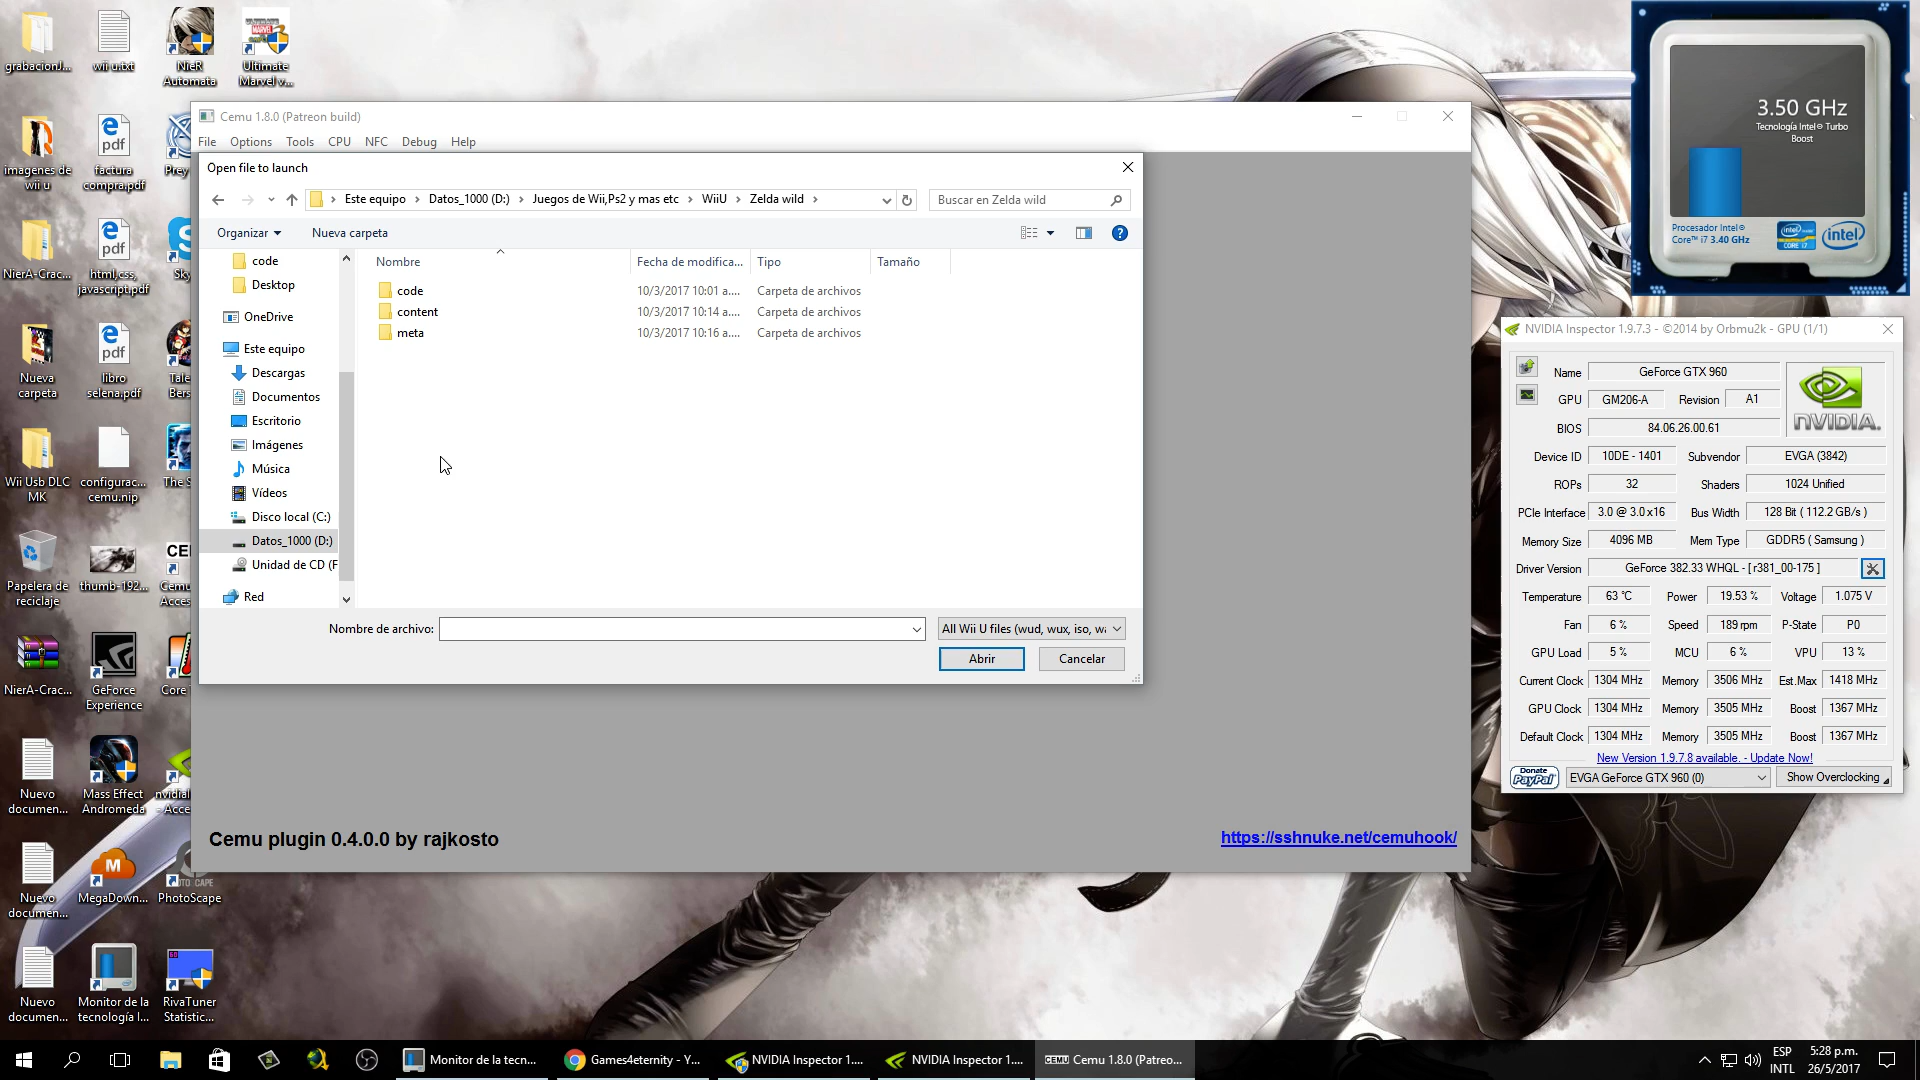 grabacionJ...
wii u.txt
NieR
Automata
Ultimate
Marvel v...
imagenes de
wii u
factura
compra.pdf
Prey
NierA-Crac...
html,css,
javascript.pdf
Sky
Nueva
carpeta
libro
selena.pdf
Tale
Bers
Wii Usb DLC
MK
configurac...
cemu.nip
The S
Papelera de
reciclaje
thumb-192...
Cemu
Acces
NierA-Crac...
GeForce
Experience
Core
Nuevo
documen...
Mass Effect
Andromeda
nvidiaI
- Acce
Nuevo
documen...
MegaDown...
PhotoScape
Nuevo
documen...
Monitor de la
tecnología I...
RivaTuner
Statistic...
Cemu 1.8.0 (Patreon build)
File Options Tools CPU NFC Debug Help
Open file to launch
Este equipo > Datos_1000 (D:) > Juegos de Wii,Ps2 y mas etc > WiiU > Zelda wild >
Buscar en Zelda wild
Organizar Nueva carpeta
code
Desktop
OneDrive
Este equipo
Descargas
Documentos
Escritorio
Imágenes
Música
Vídeos
Disco local (C:)
Datos_1000 (D:)
Unidad de CD (F
Red
Nombre Fecha de modifica... Tipo Tamaño
code 10/3/2017 10:01 a.... Carpeta de archivos
content 10/3/2017 10:14 a.... Carpeta de archivos
meta 10/3/2017 10:16 a.... Carpeta de archivos
Nombre de archivo: All Wii U files (wud, wux, iso, wa
Abrir Cancelar
Cemu plugin 0.4.0.0 by rajkosto
https://sshnuke.net/cemuhook/
3.50 GHz
Tecnología Intel® Turbo
Boost
Procesador Intel®
Core™ i7 3.40 GHz
intel
CORE i7
intel
NVIDIA Inspector 1.9.7.3 - ©2014 by Orbmu2k - GPU (1/1)
Name GeForce GTX 960
GPU GM206-A Revision A1
NVIDIA.
BIOS 84.06.26.00.61
Device ID 10DE - 1401 Subvendor EVGA (3842)
ROPs 32 Shaders 1024 Unified
PCIe Interface 3.0 @ 3.0 x16 Bus Width 128 Bit ( 112.2 GB/s )
Memory Size 4096 MB Mem Type GDDR5 ( Samsung )
Driver Version GeForce 382.33 WHQL - [ r381_00-175 ]
Temperature 63 °C Power 19.53 % Voltage 1.075 V
Fan 6 % Speed 189 rpm P-State P0
GPU Load 5 % MCU 6 % VPU 13 %
Current Clock 1304 MHz Memory 3506 MHz Est.Max 1418 MHz
GPU Clock 1304 MHz Memory 3505 MHz Boost 1367 MHz
Default Clock 1304 MHz Memory 3505 MHz Boost 1367 MHz
New Version 1.9.7.8 available. - Update Now!
Donate
PayPal
EVGA GeForce GTX 960 (0) Show Overclocking
Monitor de la tecn...
Games4eternity - Y...
NVIDIA Inspector 1....
NVIDIA Inspector 1....
CEMU Cemu 1.8.0 (Patreo...
ESP
INTL
5:28 p.m.
26/5/2017